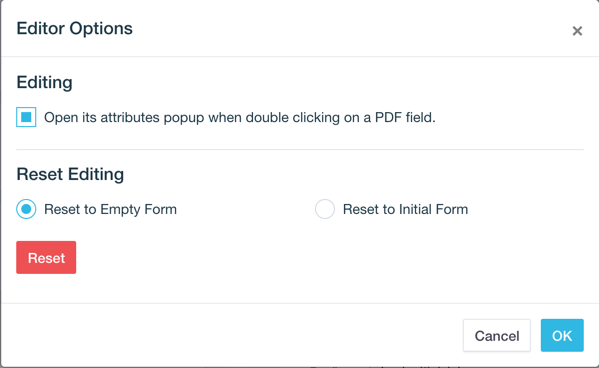 Editor Options
×
Editing
Open its attributes popup when double clicking on a PDF field.
Reset Editing
Reset to Empty Form
Reset to Initial Form
Reset
Cancel
OK